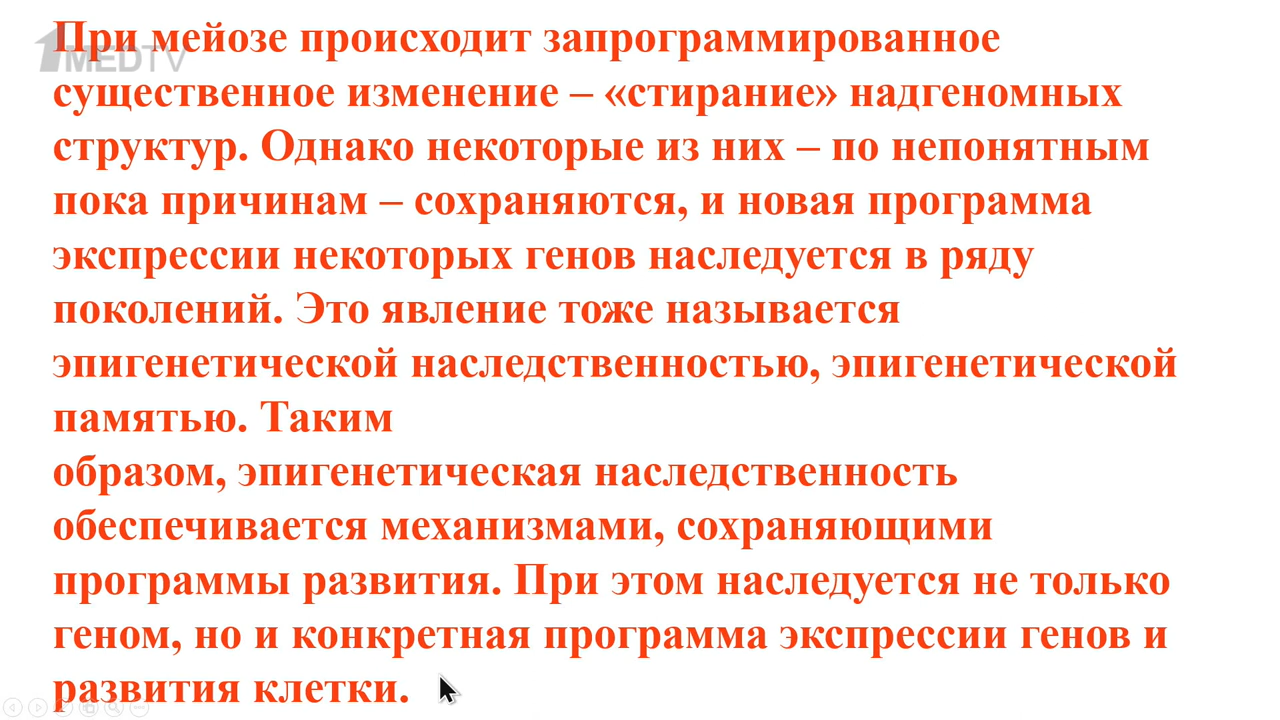 При мейозе происходит запрограммированное
MEDTV
существенное изменение – «стирание» надгеномных
структур. Однако некоторые из них – по непонятным
пока причинам – сохраняются, и новая программа
экспрессии некоторых генов наследуется в ряду
поколений. Это явление тоже называется
эпигенетической наследственностью, эпигенетической
памятью. Таким
образом, эпигенетическая наследственность
обеспечивается механизмами, сохраняющими
программы развития. При этом наследуется не только
геном, но и конкретная программа экспрессии генов и
развития клетки.